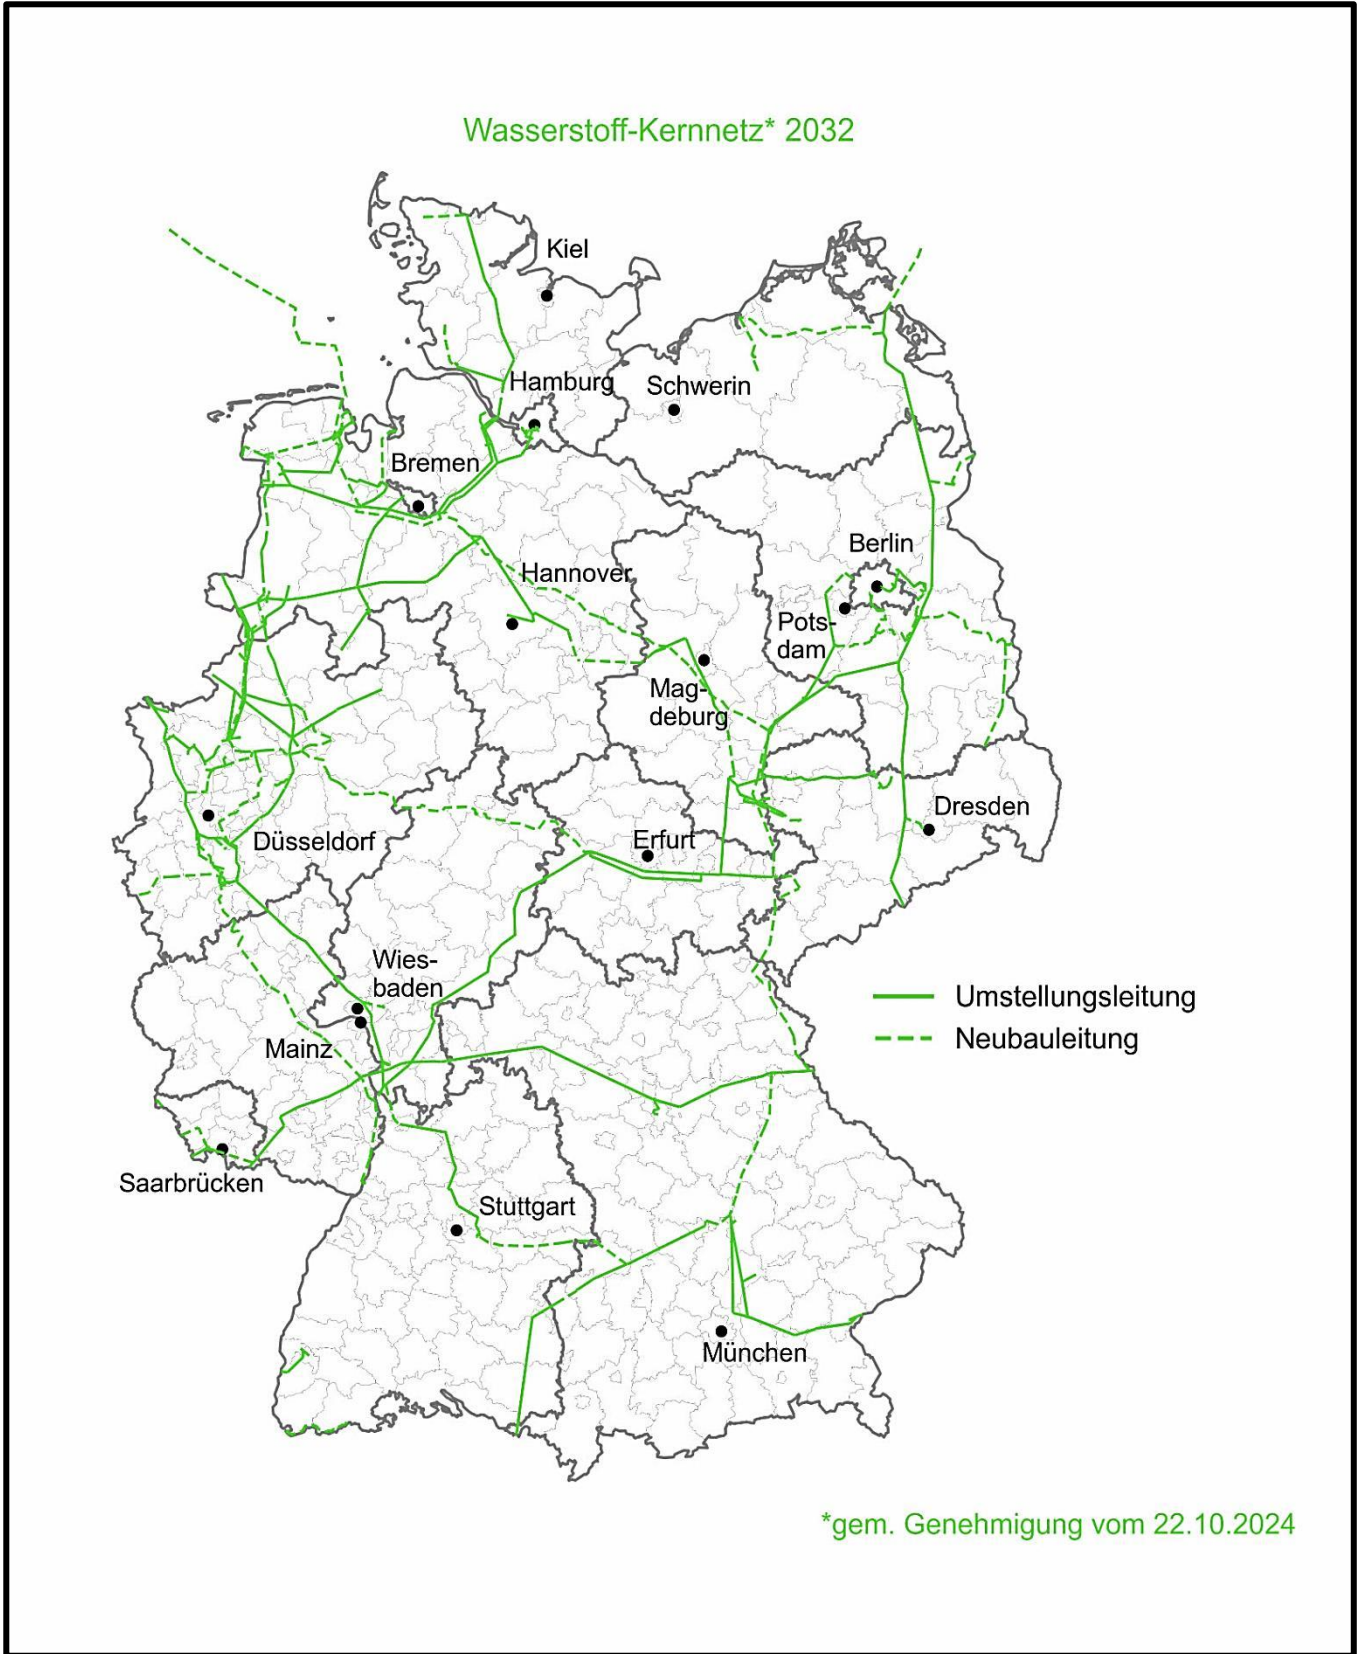 Wasserstoff-Kernnetz* 2032
Kiel
Hamburg
Schwerin
Bremen
Berlin
Hannover
Pots-
dam
Mag-
deburg
Dresden
Düsseldorf
Erfurt
Wies-
baden
Umstellungsleitung
Neubauleitung
Mainz
Saarbrücken
Stuttgart
München
*gem. Genehmigung vom 22.10.2024